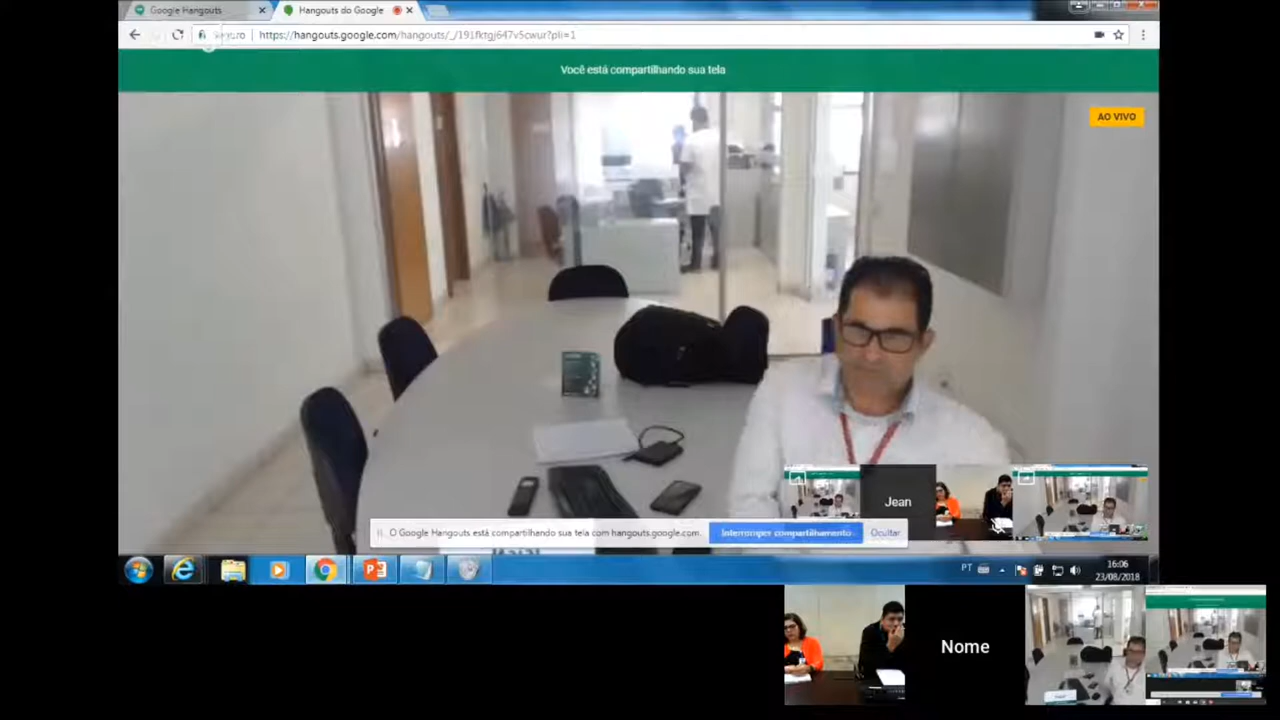 Google Hangouts
Hangouts do Google
https://hangouts.google.com/hangouts/_/191fktgj647v5cwur?pli=1
Você está compartilhando sua tela
AO VIVO
Jean
O Google Hangouts está compartilhando sua tela com hangouts.google.com.
Interromper compartilhamento
Ocultar
PT
16:06
23/08/2018
Nome